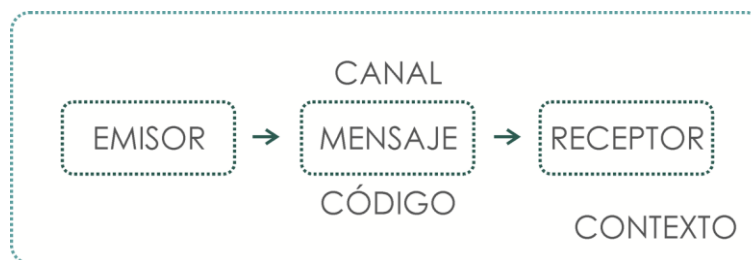 CANAL
EMISOR → MENSAJE → RECEPTOR
CÓDIGO
CONTEXTO